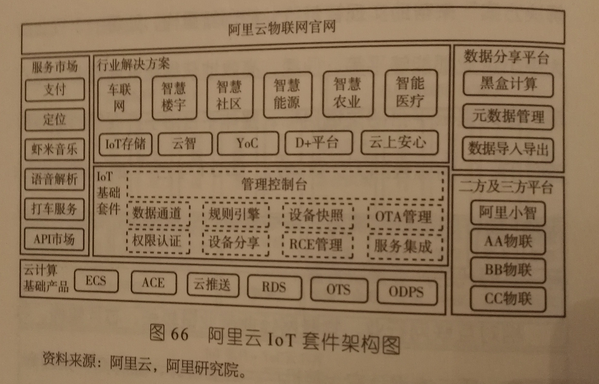 阿里云物联网官网
服务市场
支付
定位
虾米音乐
语音解析
打车服务
API市场
行业解决方案
车联网
智慧楼宇
智慧社区
智慧能源
智慧农业
智能医疗
IoT存储
云智
YoC
D+平台
云上安心
IoT基础套件
管理控制台
数据通道
规则引擎
设备快照
OTA管理
权限认证
设备分享
RCE管理
服务集成
数据分享平台
黑盒计算
元数据管理
数据导入导出
二方及三方平台
阿里小智
AA物联
BB物联
CC物联
云计算基础产品
ECS
ACE
云推送
RDS
OTS
ODPS
图 66 阿里云 IoT 套件架构图
资料来源：阿里云，阿里研究院。